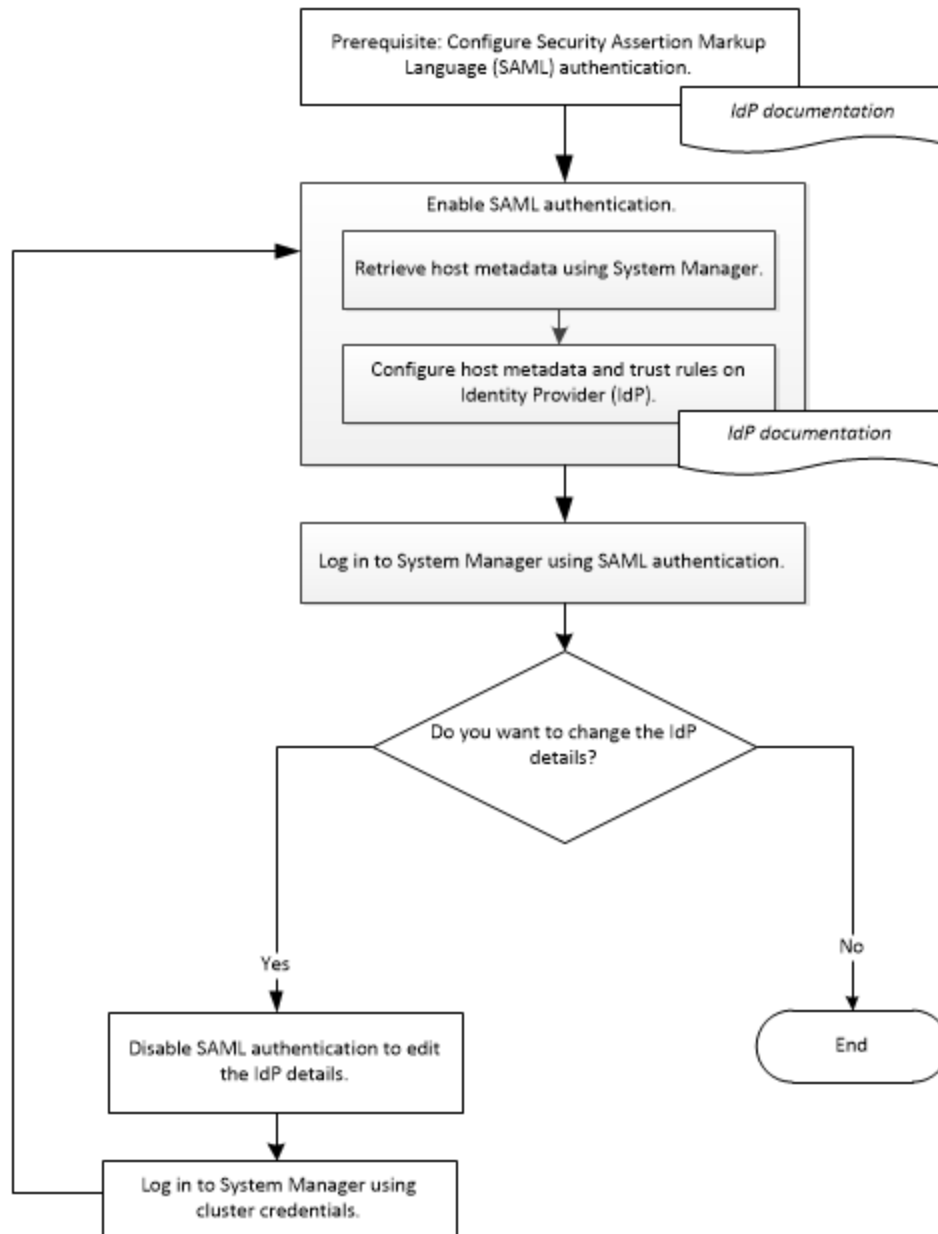 Prerequisite: Configure Security Assertion Markup
Language (SAML) authentication.
IdP documentation
Enable SAML authentication.
Retrieve host metadata using System Manager.
Configure host metadata and trust rules on
Identity Provider (IdP).
IdP documentation
Log in to System Manager using SAML authentication.
Do you want to change the IdP
details?
Yes
No
Disable SAML authentication to edit
the IdP details.
End
Log in to System Manager using
cluster credentials.